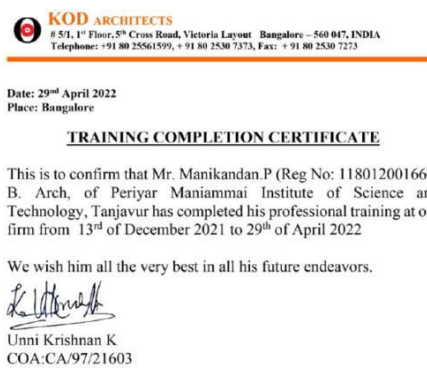 KOD ARCHITECTS
# 5/1, 1st Floor, 5th Cross Road, Victoria Layout Bangalore – 560 047, INDIA
Telephone: +91 80 25561599, + 91 80 2530 7373, Fax: + 91 80 2530 7273
Date: 29nd April 2022
Place: Bangalore
TRAINING COMPLETION CERTIFICATE
This is to confirm that Mr. Manikandan.P (Reg No: 11801200166
B. Arch, of Periyar Maniammai Institute of Science an
Technology, Tanjavur has completed his professional training at o
firm from 13rd of December 2021 to 29th of April 2022
We wish him all the very best in all his future endeavors.
Unni Krishnan K
COA:CA/97/21603